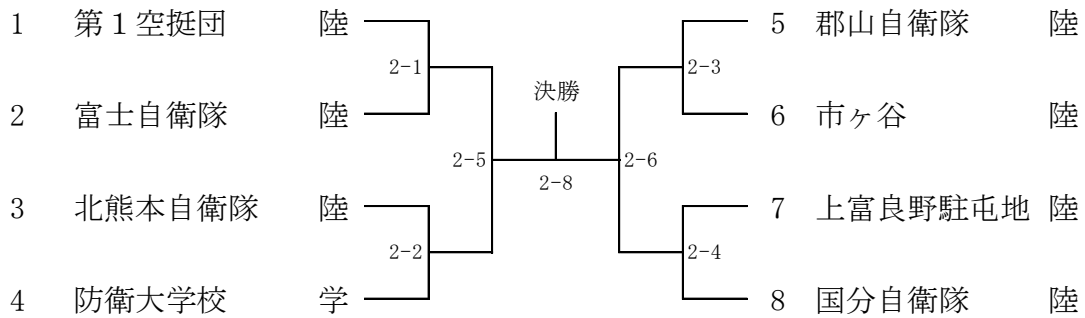 1 第１空挺団 陸
2-1
2 富士自衛隊 陸
2-5
3 北熊本自衛隊 陸
2-2
4 防衛大学校 学
決勝
2-8
5 郡山自衛隊 陸
2-3
6 市ヶ谷 陸
2-6
7 上富良野駐屯地 陸
2-4
8 国分自衛隊 陸